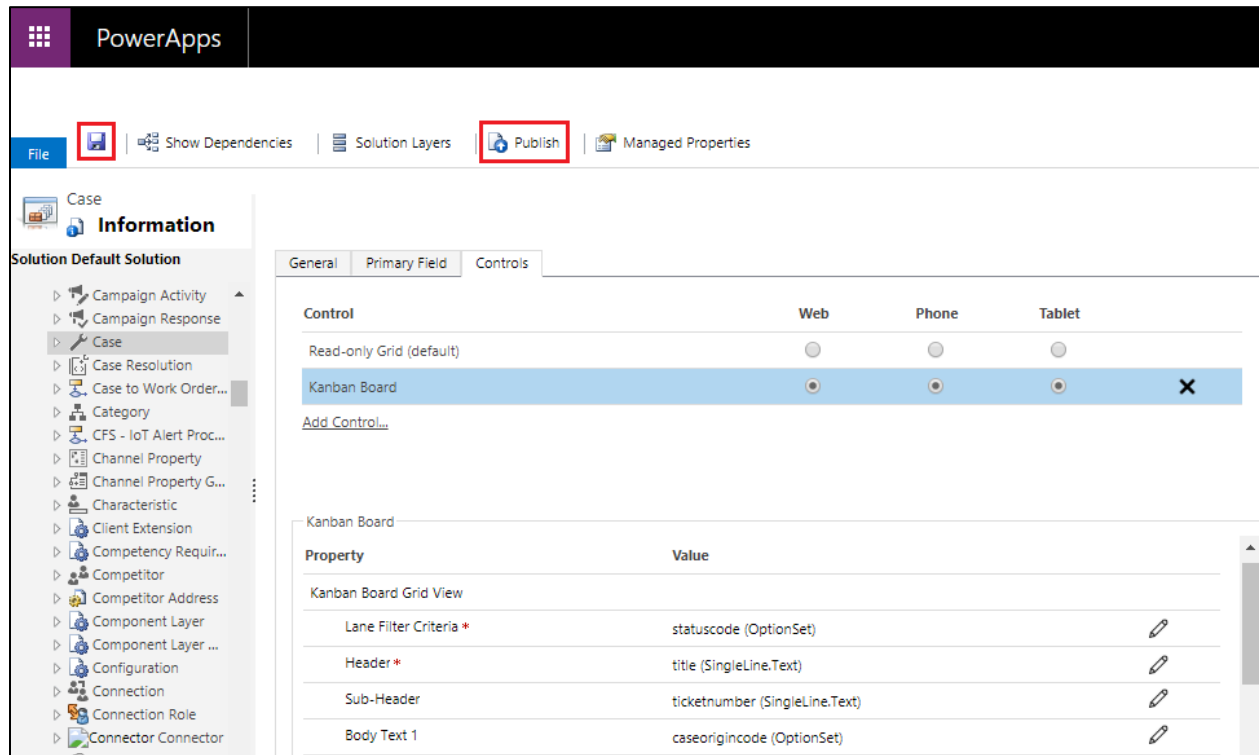 PowerApps
File
Show Dependencies
Solution Layers
Publish
Managed Properties
Case
Information
Solution Default Solution
Campaign Activity
Campaign Response
Case
Case Resolution
Case to Work Order...
Category
CFS - IoT Alert Proc...
Channel Property
Channel Property G...
Characteristic
Client Extension
Competency Requir...
Competitor
Competitor Address
Component Layer
Component Layer ...
Configuration
Connection
Connection Role
Connector Connector
General Primary Field Controls
Control Web Phone Tablet
Read-only Grid (default)
Kanban Board
Add Control...
Kanban Board
Property Value
Kanban Board Grid View
Lane Filter Criteria * statuscode (OptionSet)
Header * title (SingleLine.Text)
Sub-Header ticketnumber (SingleLine.Text)
Body Text 1 caseorigincode (OptionSet)